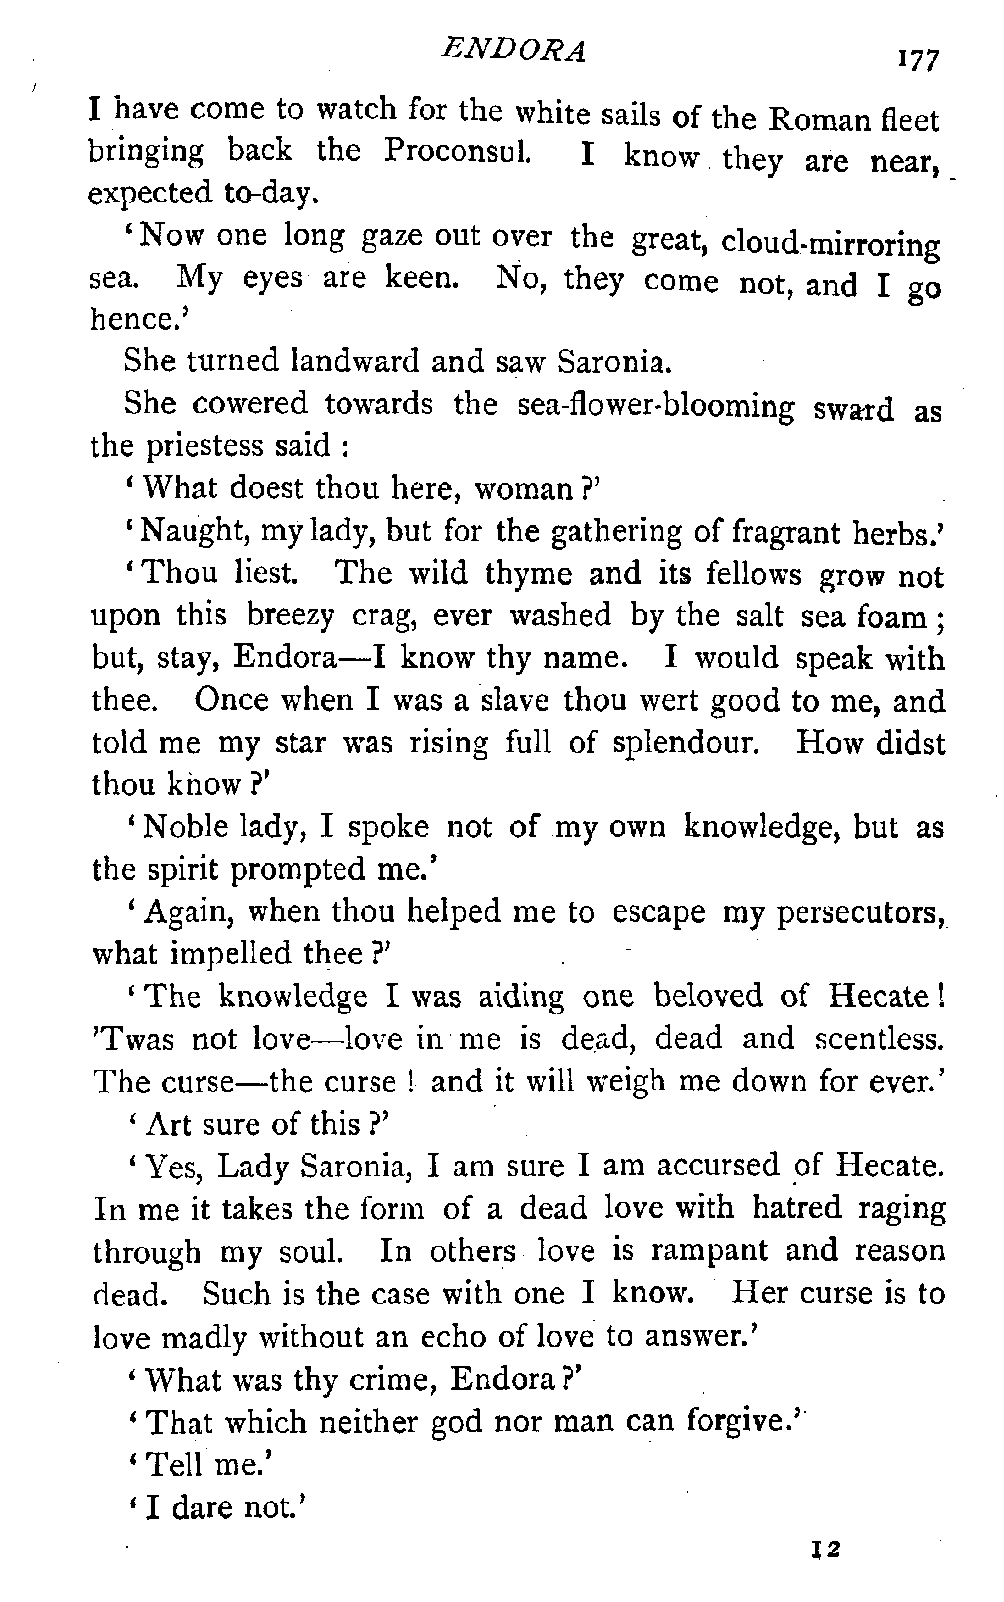 ENDORA 177
I have come to watch for the white sails of the Roman fleet
bringing back the Proconsul. I know they are near,
expected to-day.
‘Now one long gaze out over the great, cloud-mirroring
sea. My eyes are keen. No, they come not, and I go
hence.’
She turned landward and saw Saronia.
She cowered towards the sea-flower-blooming sward as
the priestess said :
‘What doest thou here, woman?’
‘Naught, my lady, but for the gathering of fragrant herbs.’
‘Thou liest. The wild thyme and its fellows grow not
upon this breezy crag, ever washed by the salt sea foam ;
but, stay, Endora—I know thy name. I would speak with
thee. Once when I was a slave thou wert good to me, and
told me my star was rising full of splendour. How didst
thou know?’
‘Noble lady, I spoke not of my own knowledge, but as
the spirit prompted me.’
‘Again, when thou helped me to escape my persecutors,
what impelled thee?’
‘The knowledge I was aiding one beloved of Hecate!
’Twas not love—love in me is dead, dead and scentless.
The curse—the curse! and it will weigh me down for ever.’
‘Art sure of this?’
‘Yes, Lady Saronia, I am sure I am accursed of Hecate.
In me it takes the form of a dead love with hatred raging
through my soul. In others love is rampant and reason
dead. Such is the case with one I know. Her curse is to
love madly without an echo of love to answer.’
‘What was thy crime, Endora?’
‘That which neither god nor man can forgive.’
‘Tell me.’
‘I dare not.’
12